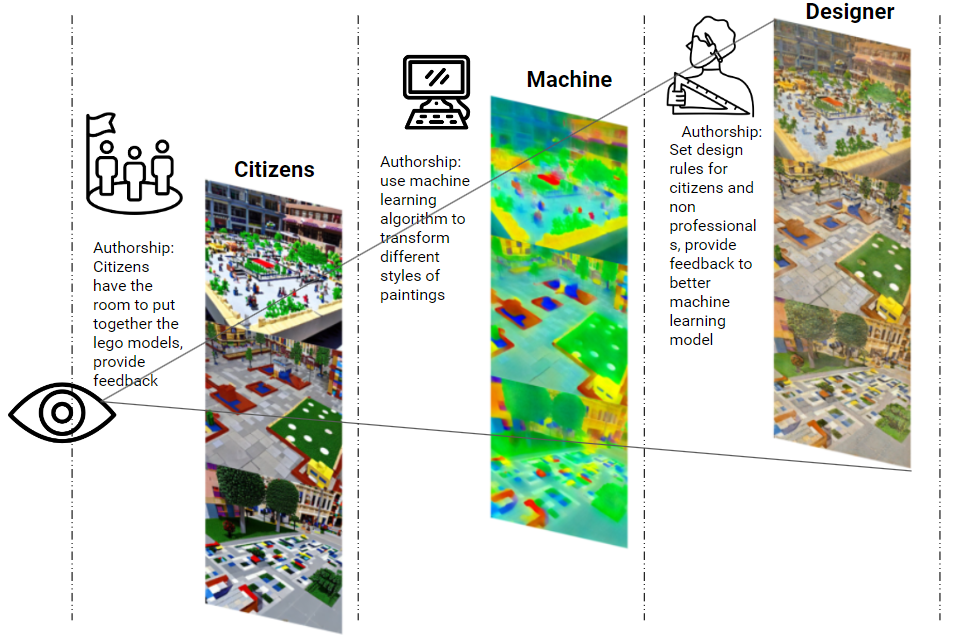 Citizens
Authorship:
Citizens
have the
room to put
together the
lego models,
provide
feedback
Machine
Authorship:
use machine
learning
algorithm to
transform
different
styles of
paintings
Designer
Authorship:
Set design
rules for
citizens and
non
professional
s, provide
feedback to
better
machine
learning
model